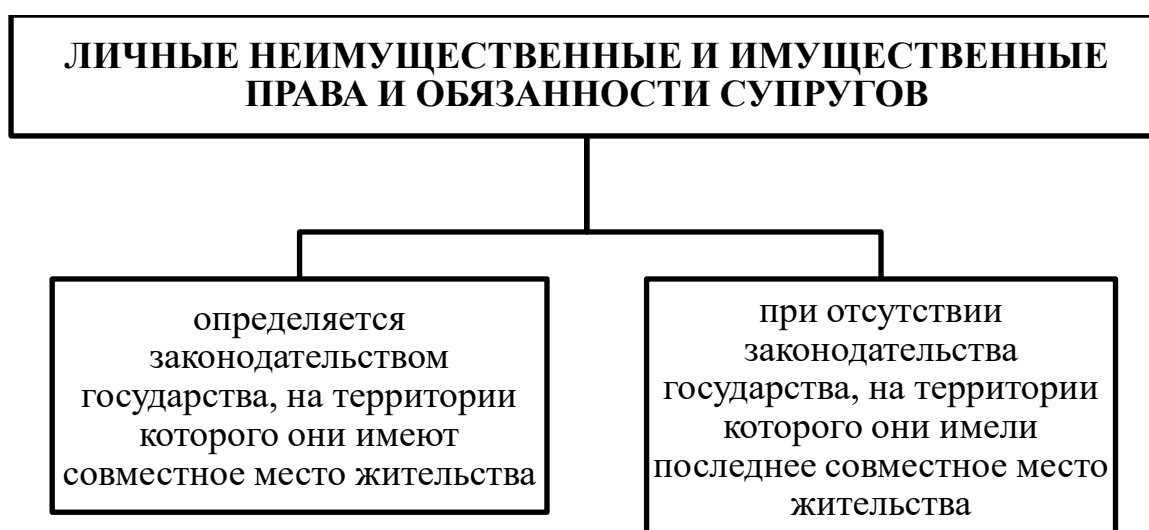 ЛИЧНЫЕ НЕИМУЩЕСТВЕННЫЕ И ИМУЩЕСТВЕННЫЕ
ПРАВА И ОБЯЗАННОСТИ СУПРУГОВ
определяется
законодательством
государства, на территории
которого они имеют
совместное место жительства
при отсутствии
законодательства
государства, на территории
которого они имели
последнее совместное место
жительства